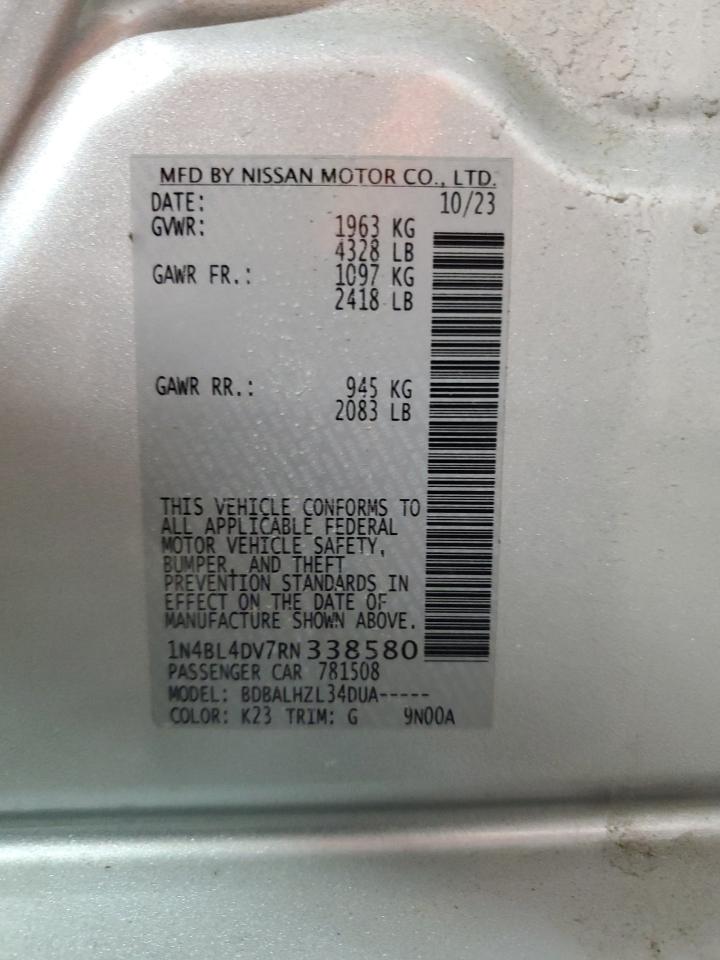 MFD BY NISSAN MOTOR CO., LTD.
DATE: 10/23
GVWR: 1963 KG
4328 LB
GAWR FR.: 1097 KG
2418 LB
GAWR RR.: 945 KG
2083 LB
THIS VEHICLE CONFORMS TO
ALL APPLICABLE FEDERAL
MOTOR VEHICLE SAFETY,
BUMPER, AND THEFT
PREVENTION STANDARDS IN
EFFECT ON THE DATE OF
MANUFACTURE SHOWN ABOVE.
1N4BL4DV7RN338580
PASSENGER CAR 781508
MODEL: BDBALHZL34DUA-----
COLOR: K23 TRIM: G 9N00A